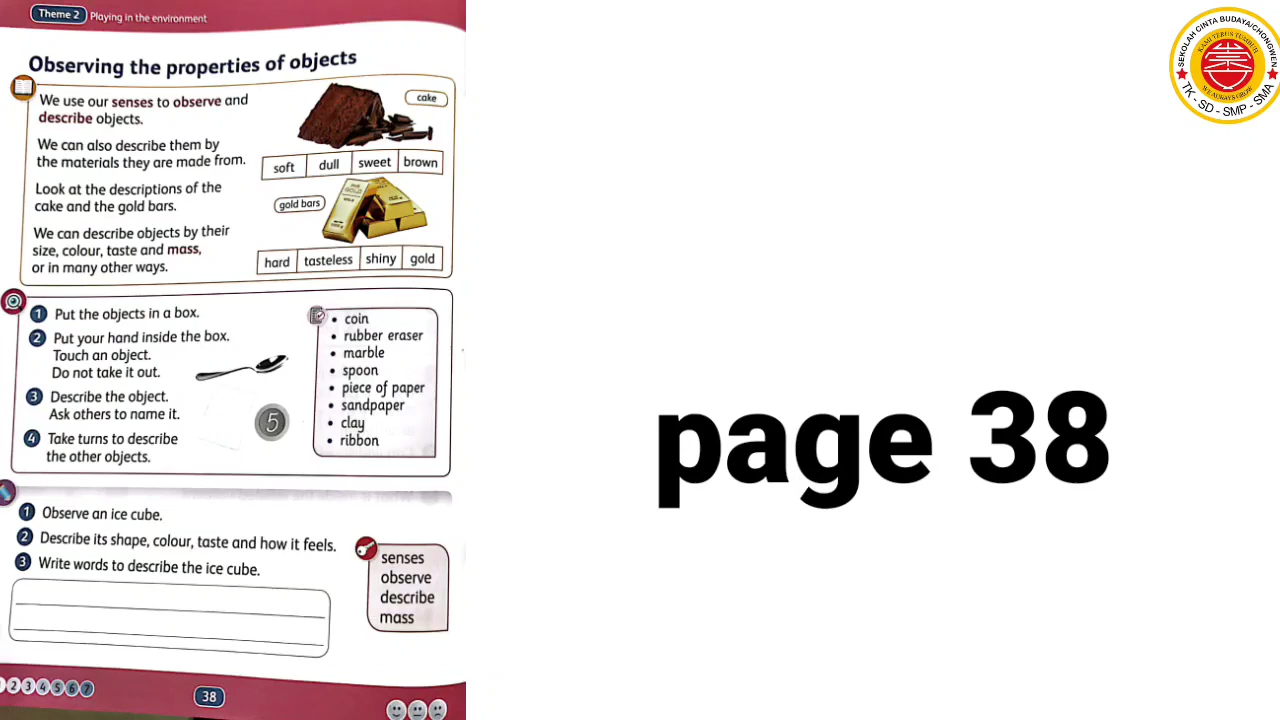 Theme 2 Playing in the environment
Observing the properties of objects
We use our senses to observe and
describe objects.
We can also describe them by
the materials they are made from.
Look at the descriptions of the
cake and the gold bars.
We can describe objects by their
size, colour, taste and mass,
or in many other ways.
cake
soft dull sweet brown
gold bars
hard tasteless shiny gold
1 Put the objects in a box.
2 Put your hand inside the box.
Touch an object.
Do not take it out.
3 Describe the object.
Ask others to name it.
4 Take turns to describe
the other objects.
5
• coin
• rubber eraser
• marble
• spoon
• piece of paper
• sandpaper
• clay
• ribbon
1 Observe an ice cube.
2 Describe its shape, colour, taste and how it feels.
3 Write words to describe the ice cube.
senses
observe
describe
mass
1 2 3 4 5 6 7
38
page 38
SEKOLAH CINTA BUDAYA/CHONGWEN
KAMI TERUS TUMBUH
WE ALWAYS GROW
TK - SD - SMP - SMA